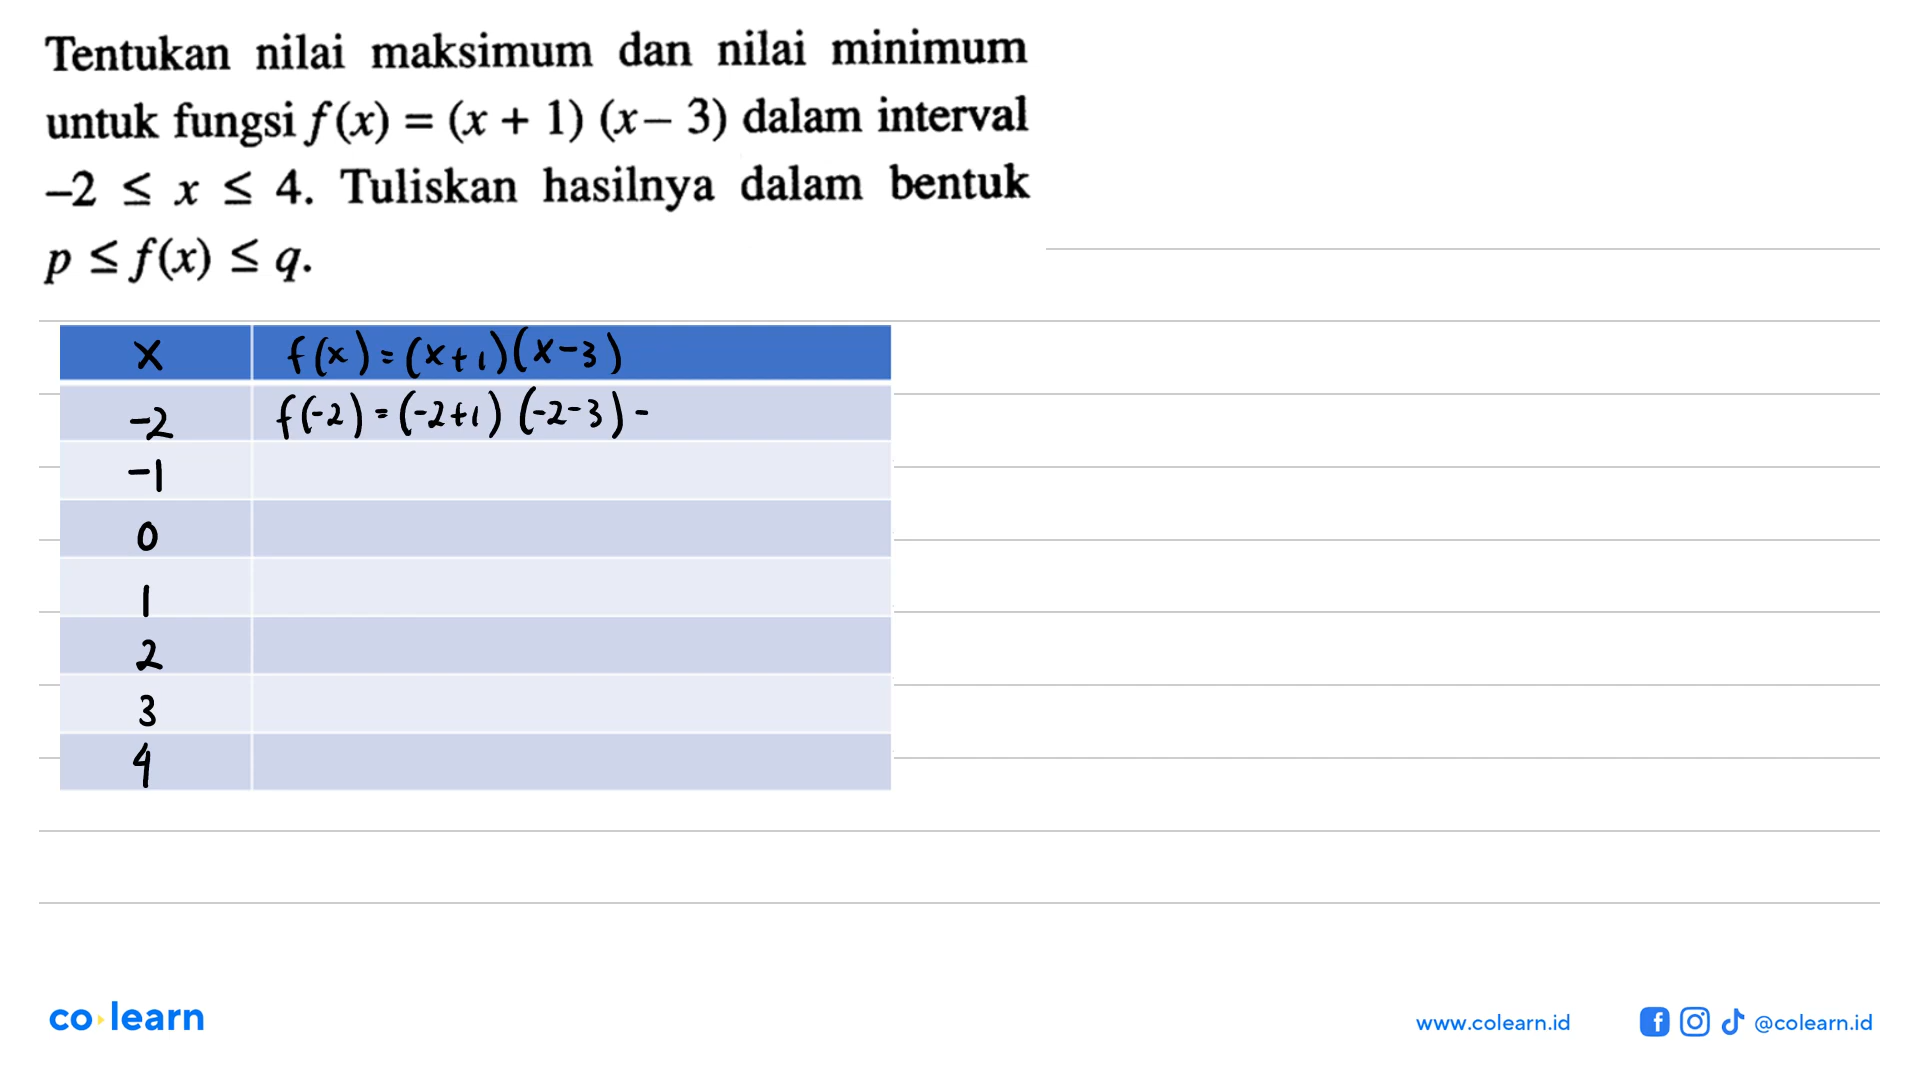 Tentukan nilai maksimum dan nilai minimum
untuk fungsi f(x) = (x + 1) (x – 3) dalam interval
–2 ≤ x ≤ 4. Tuliskan hasilnya dalam bentuk
p ≤ f(x) ≤ q.
x f(x) = (x+1)(x-3)
-2 f(-2) = (-2+1) (-2-3) -
-1
0
1
2
3
4
co learn
www.colearn.id @colearn.id